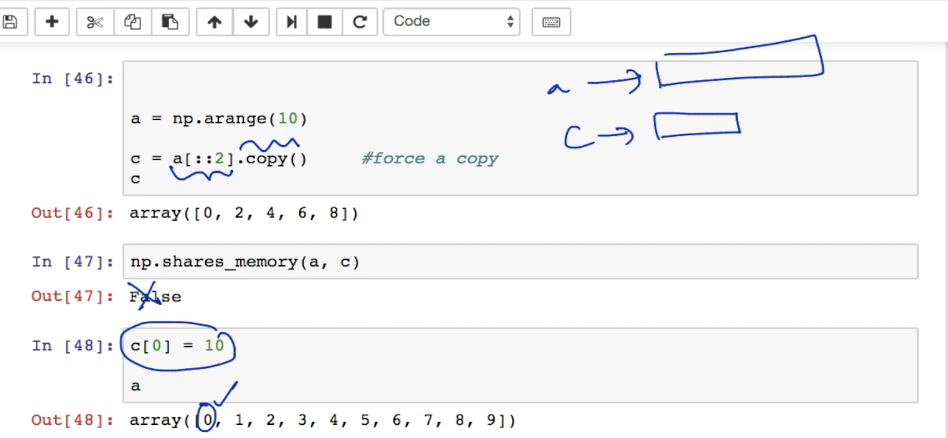 Code
In [46]:
a →
a = np.arange(10)
C →
c = a[::2].copy() #force a copy
c
Out[46]: array([0, 2, 4, 6, 8])
In [47]: np.shares_memory(a, c)
Out[47]: False
In [48]: c[0] = 10
a
Out[48]: array([0, 1, 2, 3, 4, 5, 6, 7, 8, 9])